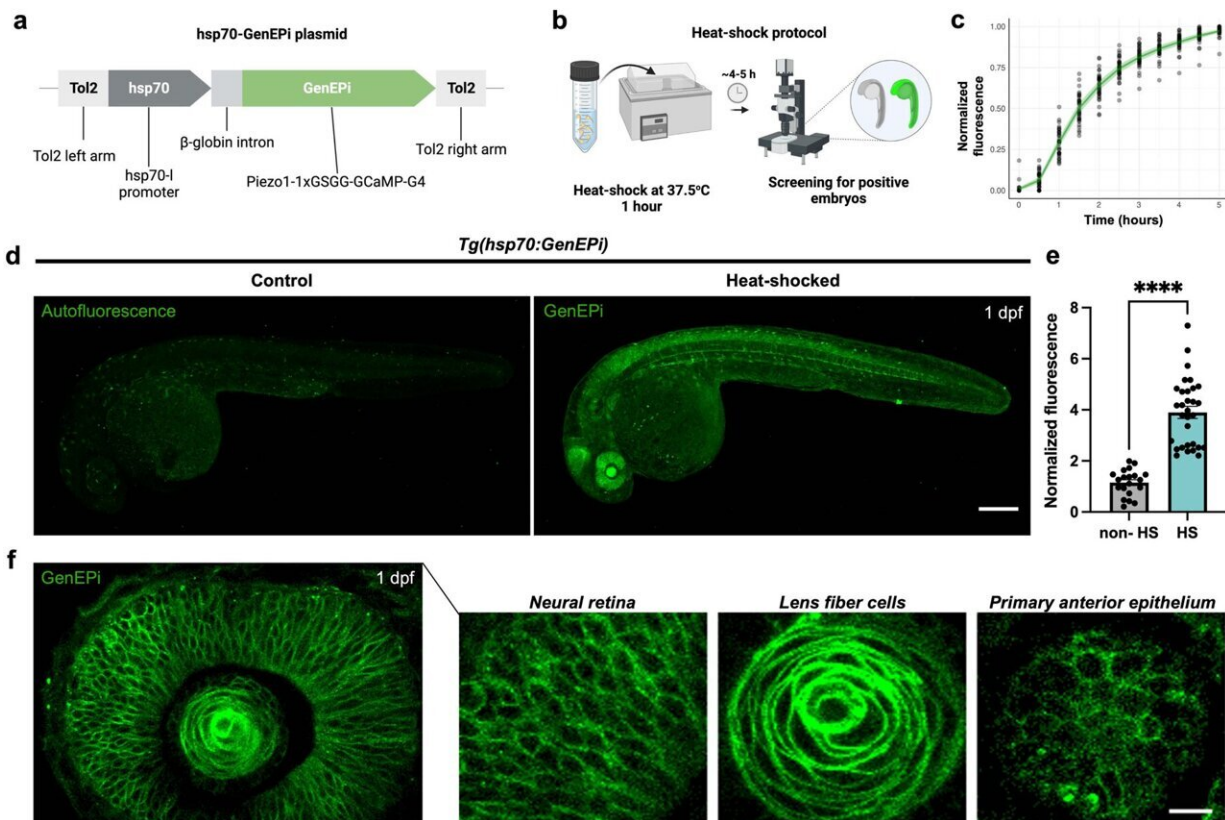 a
hsp70-GenEPi plasmid
Tol2
hsp70
GenEPi
Tol2
Tol2 left arm
hsp70-I
promoter
β-globin intron
Piezo1-1xGSGG-GCaMP-G4
Tol2 right arm
b
Heat-shock protocol
~4-5 h
Heat-shock at 37.5ºC
1 hour
Screening for positive
embryos
c
Normalized
fluorescence
1.00
0.75
0.50
0.25
0.00
0
1
2
3
4
5
Time (hours)
Tg(hsp70:GenEPi)
d
Control
Heat-shocked
Autofluorescence
GenEPi
1 dpf
e
****
Normalized fluorescence
8
6
4
2
0
non- HS
HS
f
GenEPi
1 dpf
Neural retina
Lens fiber cells
Primary anterior epithelium